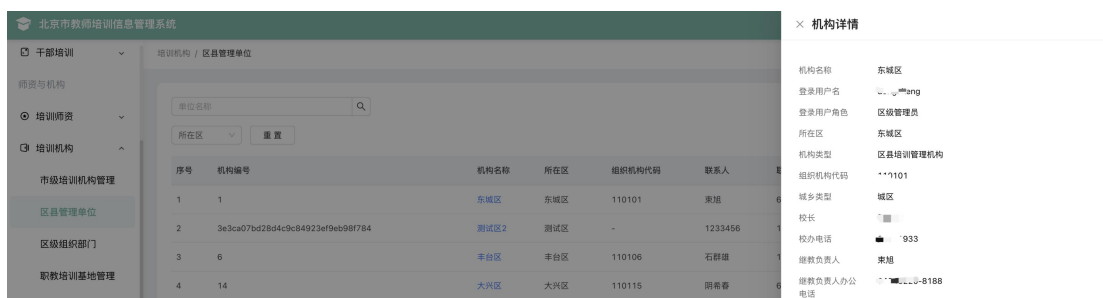 北京市教师培训信息管理系统
干部培训
师资与机构
培训师资
培训机构
市级培训机构管理
区县管理单位
区级组织部门
职教培训基地管理
培训机构 / 区县管理单位
单位名称
所在区 重 置
序号 机构编号 机构名称 所在区 组织机构代码 联系人
1 1 东城区 东城区 110101 束旭 6
2 3e3ca07bd28d4c9c84923ef9eb98f784 测试区2 测试区 - 1233456 1
3 6 丰台区 丰台区 110106 石群雄 1
4 14 大兴区 大兴区 110115 阴希春 6
× 机构详情
机构名称 东城区
登录用户名 ang
登录用户角色 区级管理员
所在区 东城区
机构类型 区县培训管理机构
组织机构代码 110101
城乡类型 城区
校长
校办电话 933
继教负责人 束旭
继教负责人办公 -8188
电话